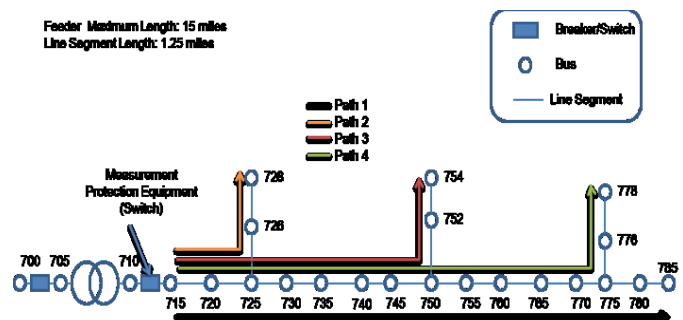 Feeder Maximum Length: 15 miles
Line Segment Length: 1.25 miles
Breaker/Switch
Bus
Line Segment
Path 1
Path 2
Path 3
Path 4
Measurement
Protection Equipment
(Switch)
728
726
754
752
778
776
700
705
710
715
720
725
730
735
740
745
750
755
760
765
770
775
780
785